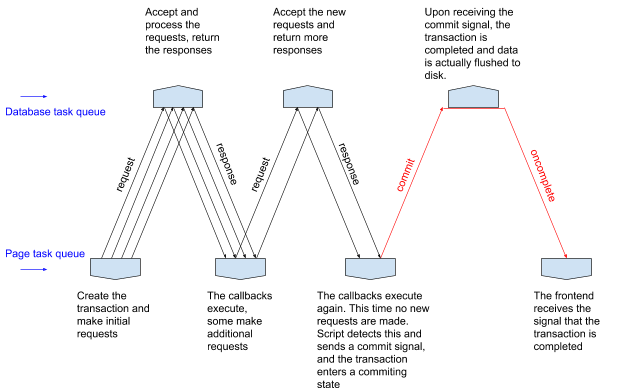 Accept and
process the
requests, return
the responses
Accept the new
requests and
return more
responses
Upon receiving the
commit signal, the
transaction is
completed and data
is actually flushed to
disk.
Database task queue
request
response
request
response
commit
oncomplete
Page task queue
Create the
transaction and
make initial
requests
The callbacks
execute,
some make
additional
requests
The callbacks execute
again. This time no new
requests are made.
Script detects this and
sends a commit signal,
and the transaction
enters a commiting
state
The frontend
receives the
signal that the
transaction is
completed